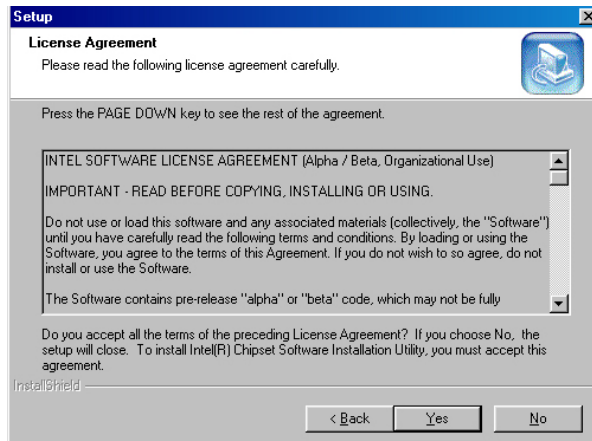 Setup
License Agreement
Please read the following license agreement carefully.
Press the PAGE DOWN key to see the rest of the agreement.
INTEL SOFTWARE LICENSE AGREEMENT (Alpha / Beta, Organizational Use)
IMPORTANT - READ BEFORE COPYING, INSTALLING OR USING.
Do not use or load this software and any associated materials (collectively, the "Software")
until you have carefully read the following terms and conditions. By loading or using the
Software, you agree to the terms of this Agreement. If you do not wish to so agree, do not
install or use the Software.
The Software contains pre-release "alpha" or "beta" code, which may not be fully
Do you accept all the terms of the preceding License Agreement? If you choose No, the
setup will close. To install Intel(R) Chipset Software Installation Utility, you must accept this
agreement.
InstallShield
< Back Yes No